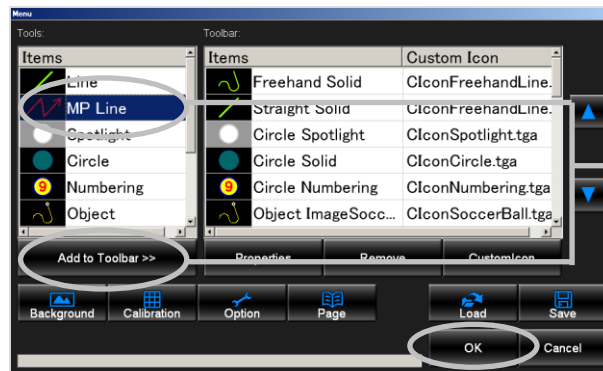 Menu
Tools: Toolbar:
Items Items Custom Icon
Line Freehand Solid CIconFreehandLine.
MP Line Straight Solid CIconFreehandLine.
Spotlight Circle Spotlight CIconSpotlight.tga
Circle Circle Solid CIconCircle.tga
9 Numbering 9 Circle Numbering CIconNumbering.tga
Object Object ImageSocc... CIconSoccerBall.tga
Add to Toolbar >> Properties Remove CustomIcon
Background Calibration Option Page Load Save
OK Cancel